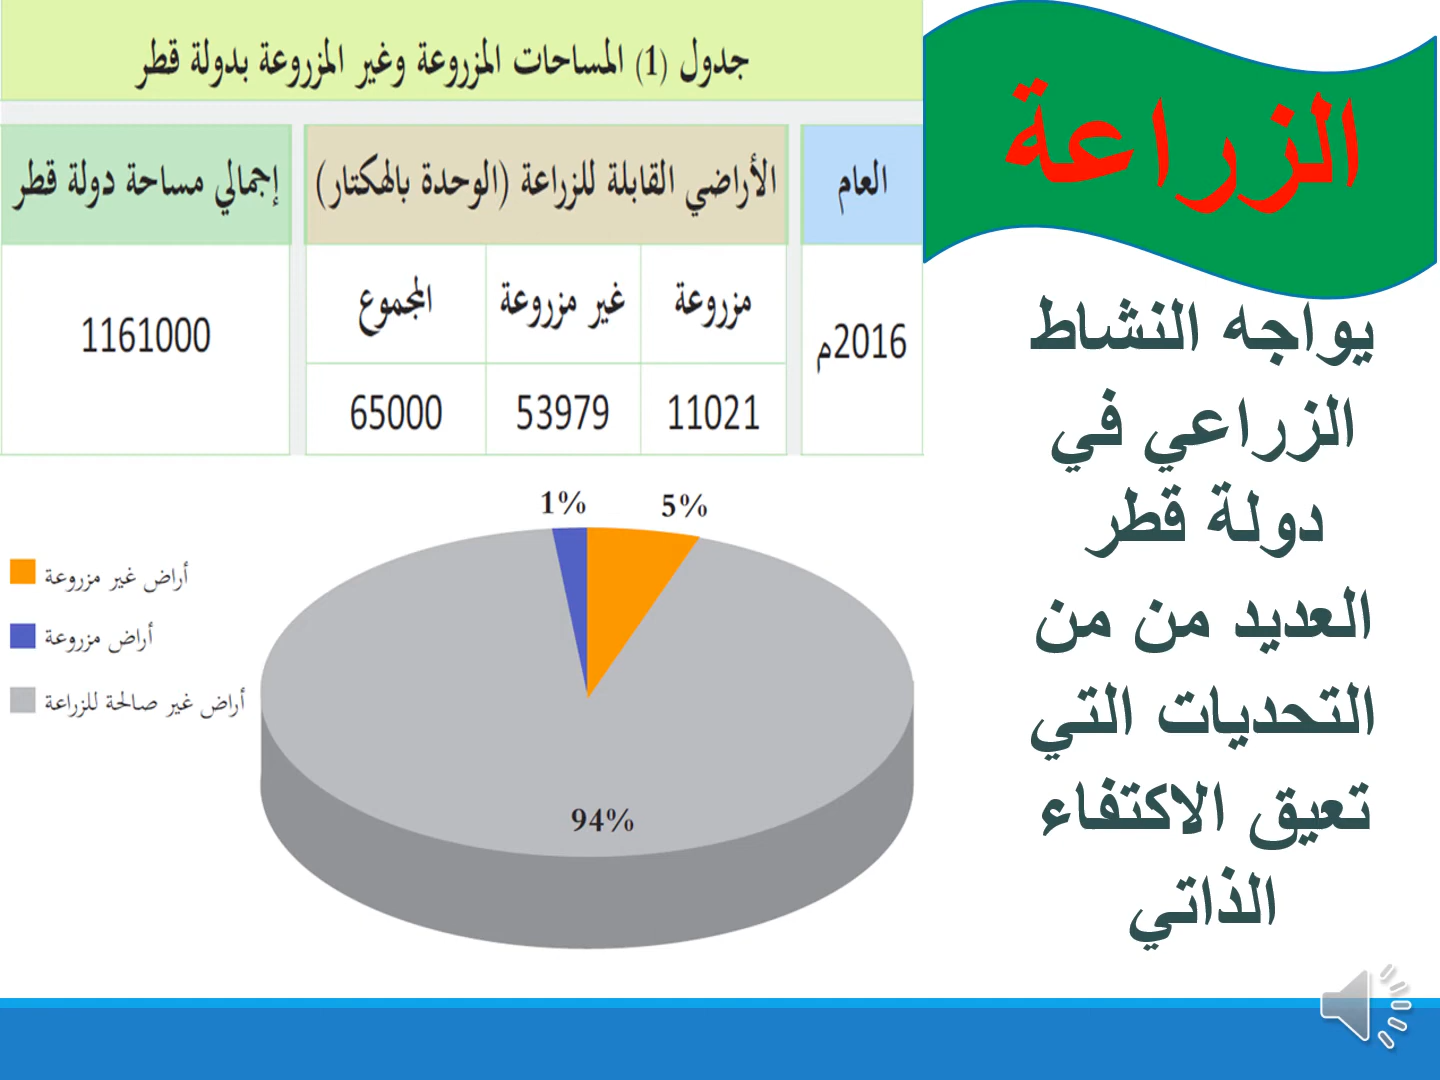 الزراعة
يواجه النشاط
الزراعي في
دولة قطر
العديد من من
التحديات التي
تعيق الاكتفاء
الذاتي
جدول (1) المساحات المزروعة وغير المزروعة بدولة قطر
العام
الأراضي القابلة للزراعة (الوحدة بالهكتار)
إجمالي مساحة دولة قطر
2016م
مزروعة
غير مزروعة
المجموع
11021
53979
65000
1161000
1%
5%
94%
أراض غير مزروعة
أراض مزروعة
أراض غير صالحة للزراعة